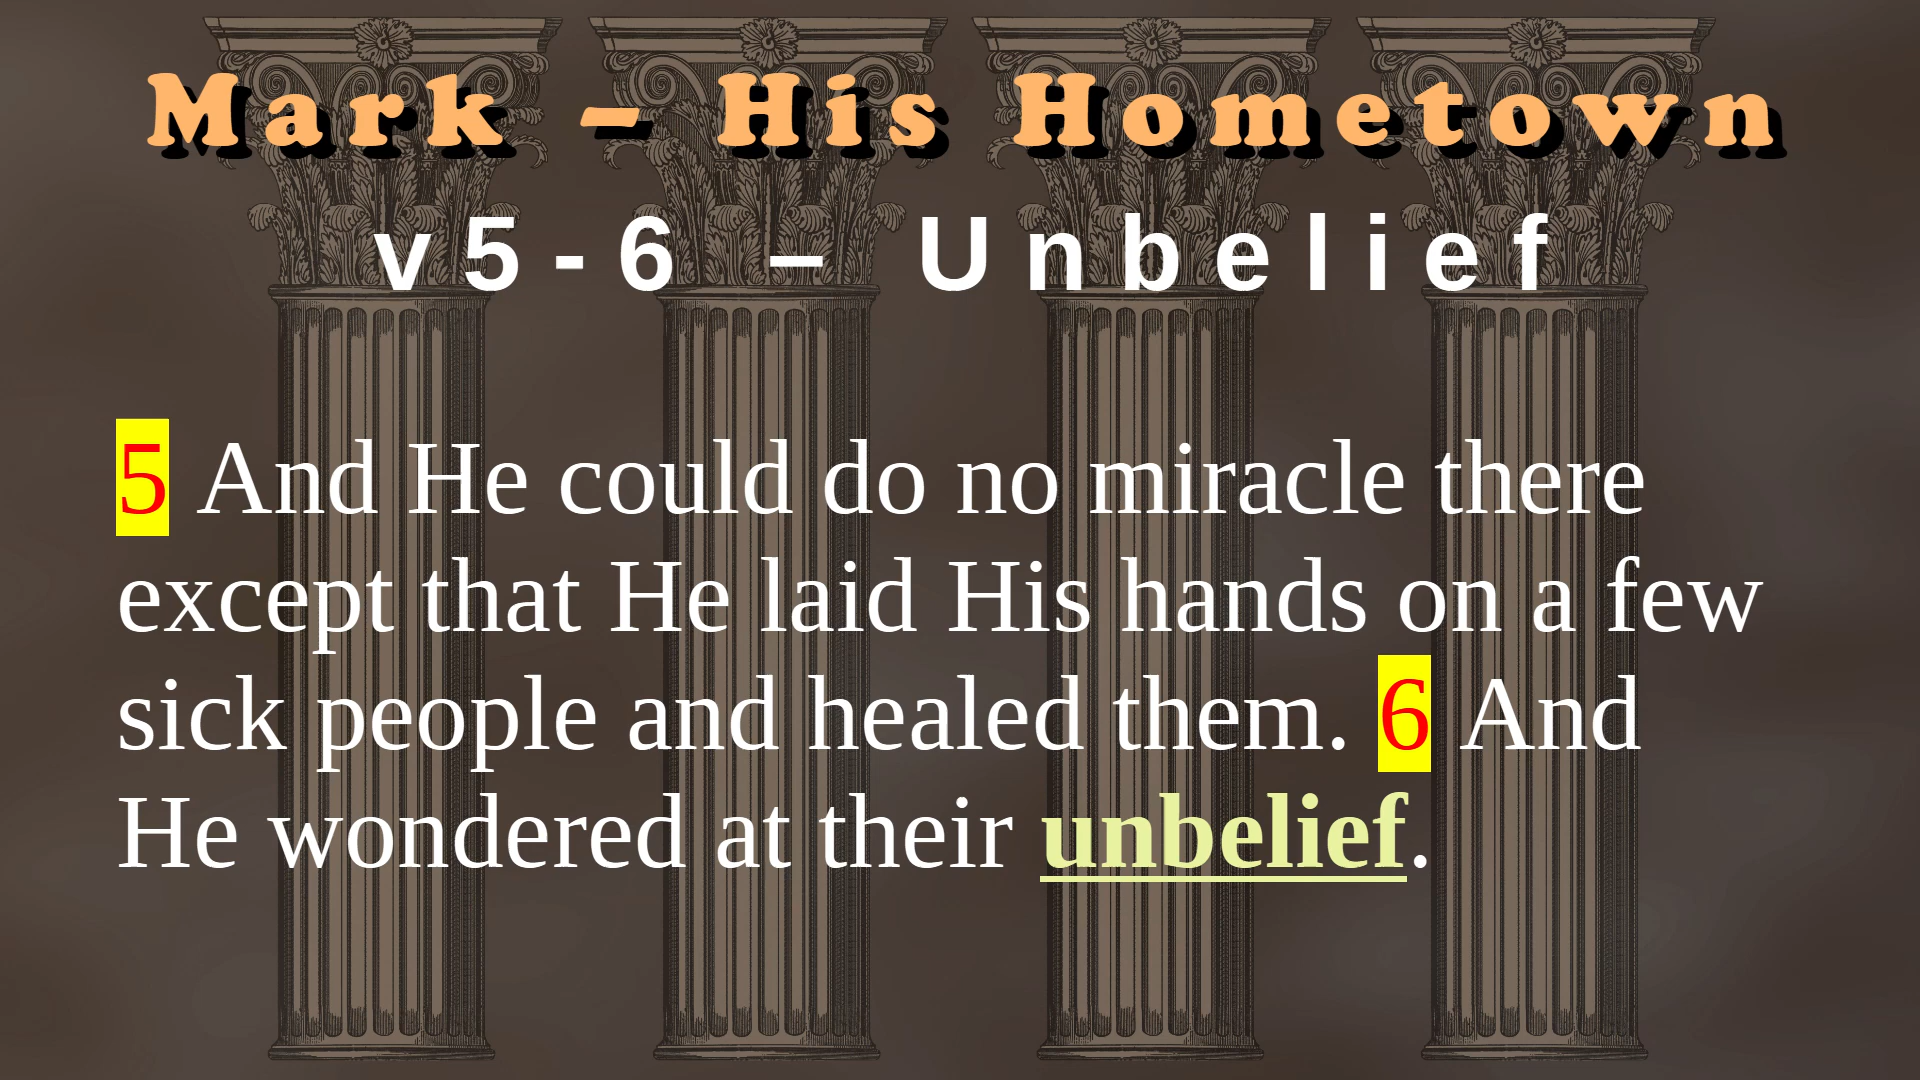 Mark – His Hometown
v5-6 – Unbelief
5 And He could do no miracle there
except that He laid His hands on a few
sick people and healed them. 6 And
He wondered at their unbelief.